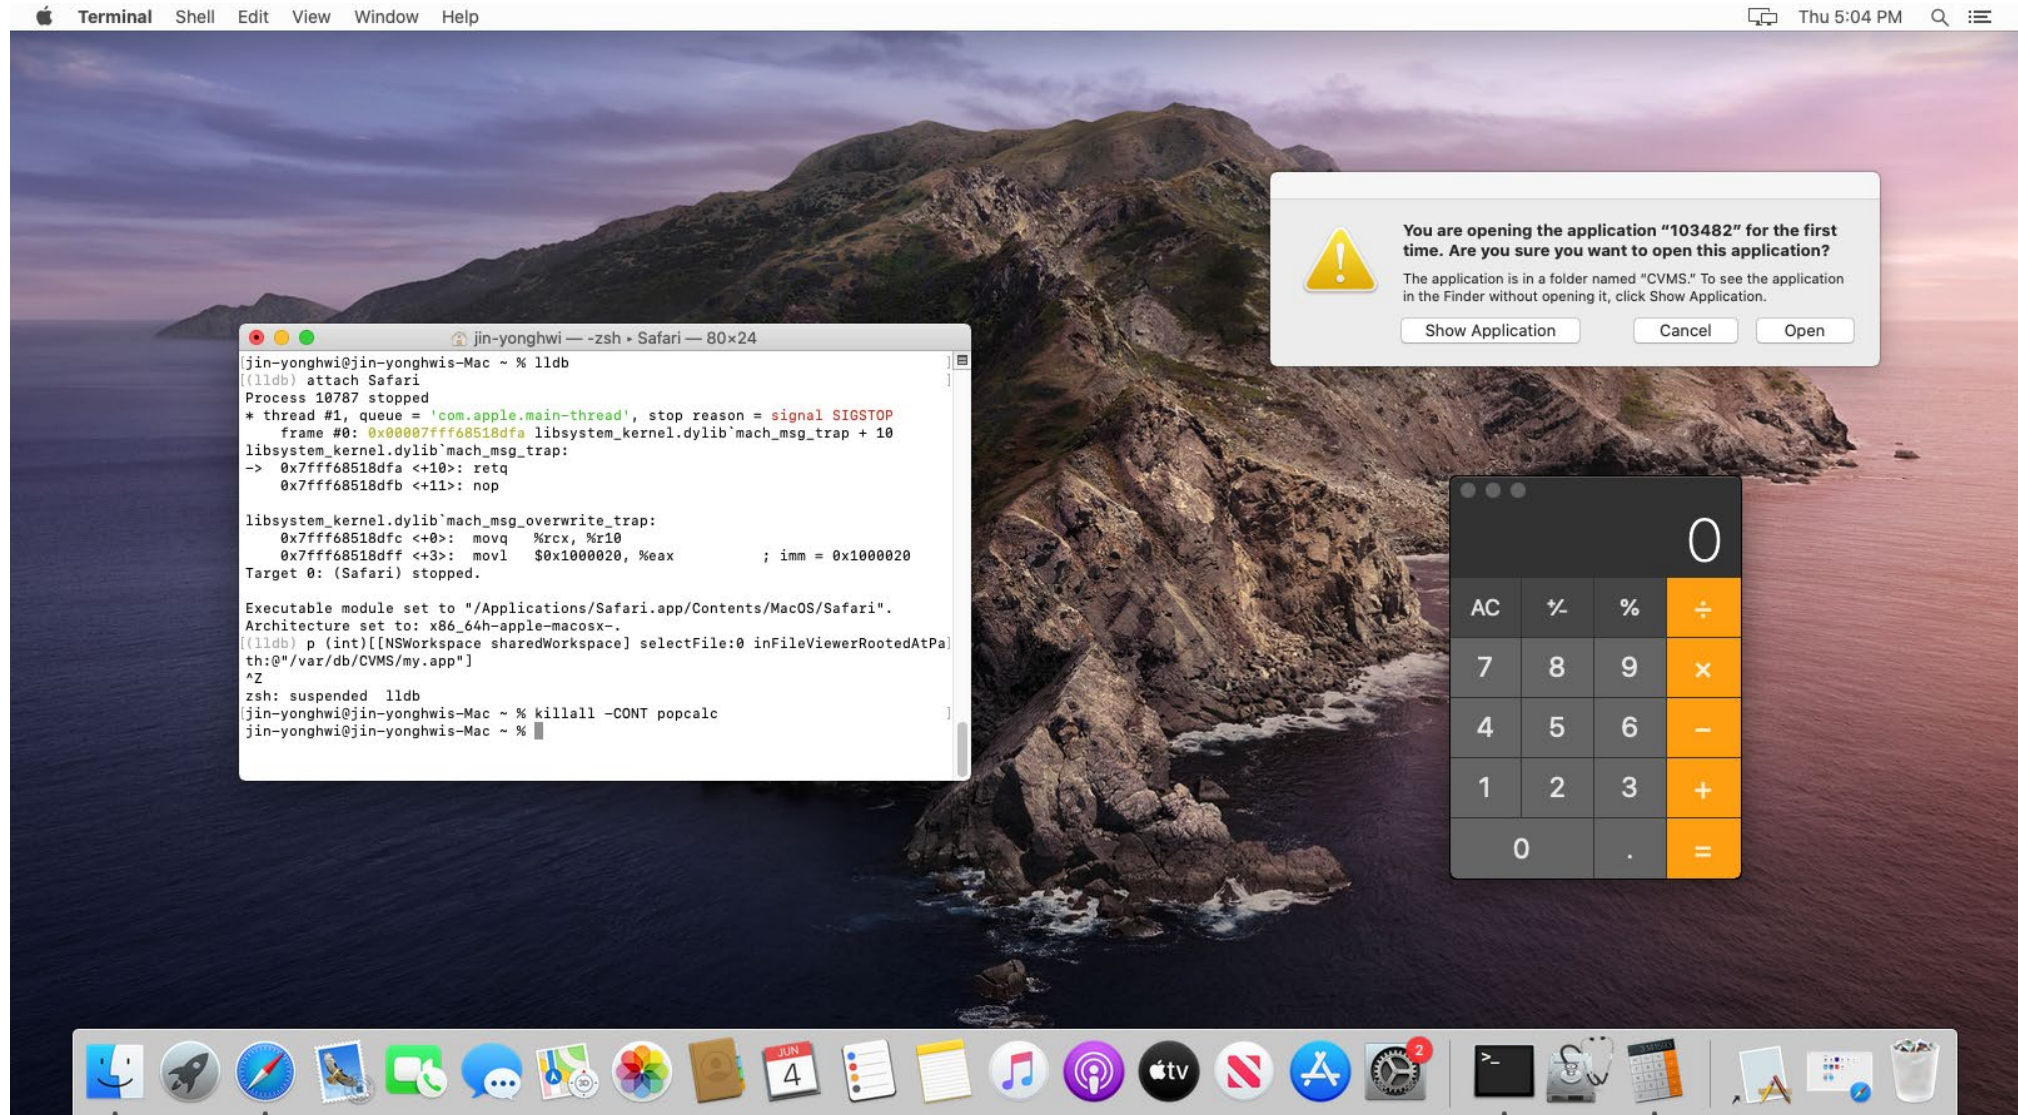 Terminal Shell Edit View Window Help
Thu 5:04 PM
You are opening the application “103482” for the first
time. Are you sure you want to open this application?
The application is in a folder named “CVMS.” To see the application
in the Finder without opening it, click Show Application.
Show Application Cancel Open
jin-yonghwi — -zsh ▸ Safari — 80×24
[jin-yonghwi@jin-yonghwis-Mac ~ % lldb ]
[(lldb) attach Safari ]
Process 10787 stopped
* thread #1, queue = 'com.apple.main-thread', stop reason = signal SIGSTOP
    frame #0: 0x00007fff68518dfa libsystem_kernel.dylib`mach_msg_trap + 10
libsystem_kernel.dylib`mach_msg_trap:
->  0x7fff68518dfa <+10>: retq
    0x7fff68518dfb <+11>: nop
libsystem_kernel.dylib`mach_msg_overwrite_trap:
    0x7fff68518dfc <+0>:  movq   %rcx, %r10
    0x7fff68518dff <+3>:  movl   $0x1000020, %eax          ; imm = 0x1000020
Target 0: (Safari) stopped.
Executable module set to "/Applications/Safari.app/Contents/MacOS/Safari".
Architecture set to: x86_64h-apple-macosx-.
[(lldb) p (int)[[NSWorkspace sharedWorkspace] selectFile:0 inFileViewerRootedAtPa]
th:@"/var/db/CVMS/my.app"]
^Z
zsh: suspended  lldb
[jin-yonghwi@jin-yonghwis-Mac ~ % killall -CONT popcalc ]
jin-yonghwi@jin-yonghwis-Mac ~ %
0
AC +/- % ÷
7 8 9 ×
4 5 6 −
1 2 3 +
0 . =
JUN
4
3D
tv
2
>_